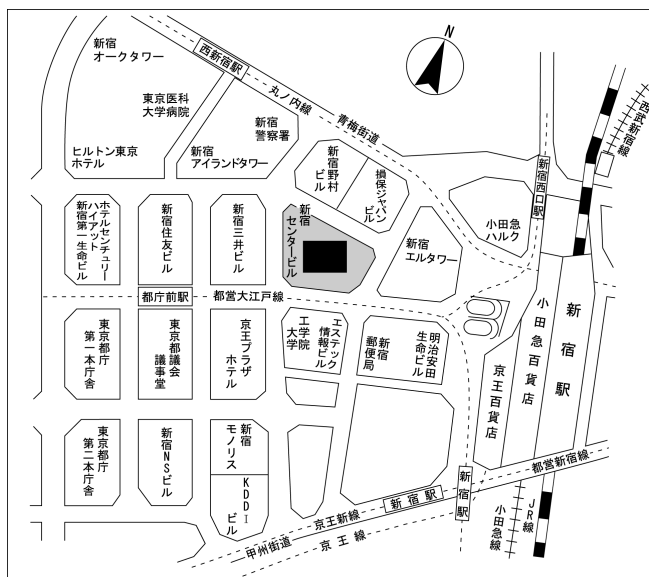 新宿
オークタワー
西新宿駅
丸ノ内線
青梅街道
N
西武新宿線
東京医科
大学病院
新宿
警察署
ヒルトン東京
ホテル
新宿
アイランドタワー
新宿野村
ビル
損保ジャパン
ビル
新宿西口駅
小田急
ハルク
ホテルセンチュリー
ハイアット
新宿第一生命ビル
新宿住友ビル
新宿三井ビル
新宿
センタービル
新宿
エルタワー
都庁前駅
都営大江戸線
東京都庁
第一本庁舎
東京都議会
議事堂
京王プラザ
ホテル
工学院
大学
エステック
情報ビル
新宿
郵便局
明治安田
生命ビル
小田急百貨店
新宿駅
京王百貨店
東京都庁
第二本庁舎
新宿NSビル
新宿
モノリス
KDDI
ビル
都営新宿線
新宿駅
新宿駅
京王新線
甲州街道
京王線
小田急線
JR線